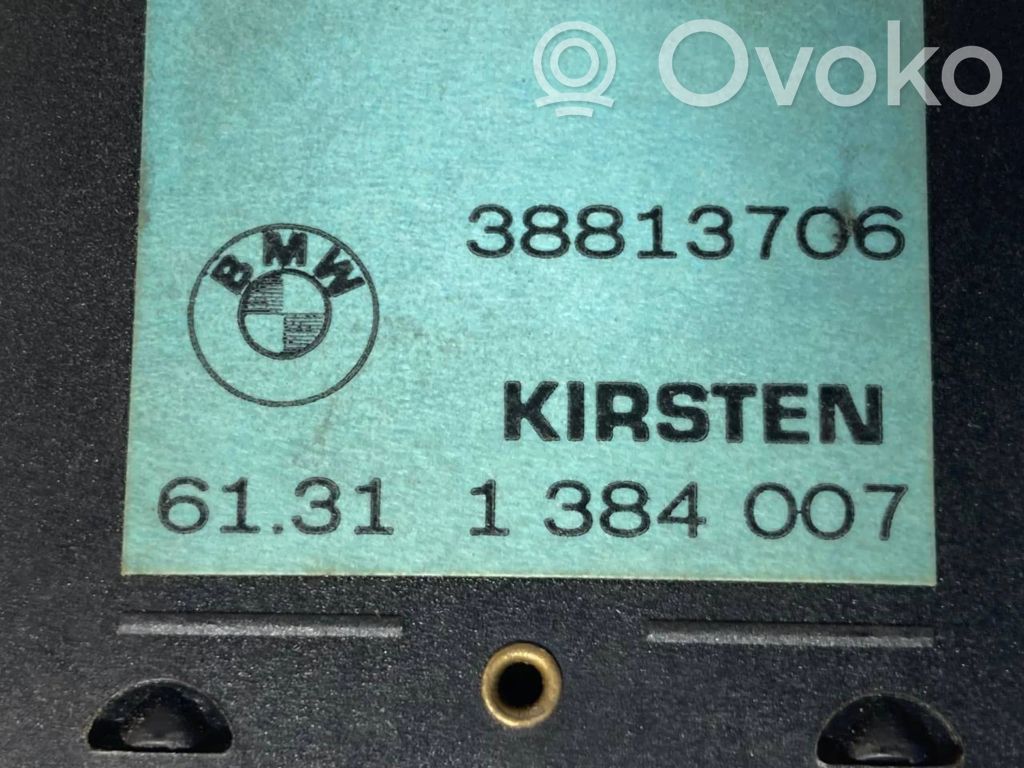 Ovoko
38813706
BMW
KIRSTEN
61.31 1 384 007